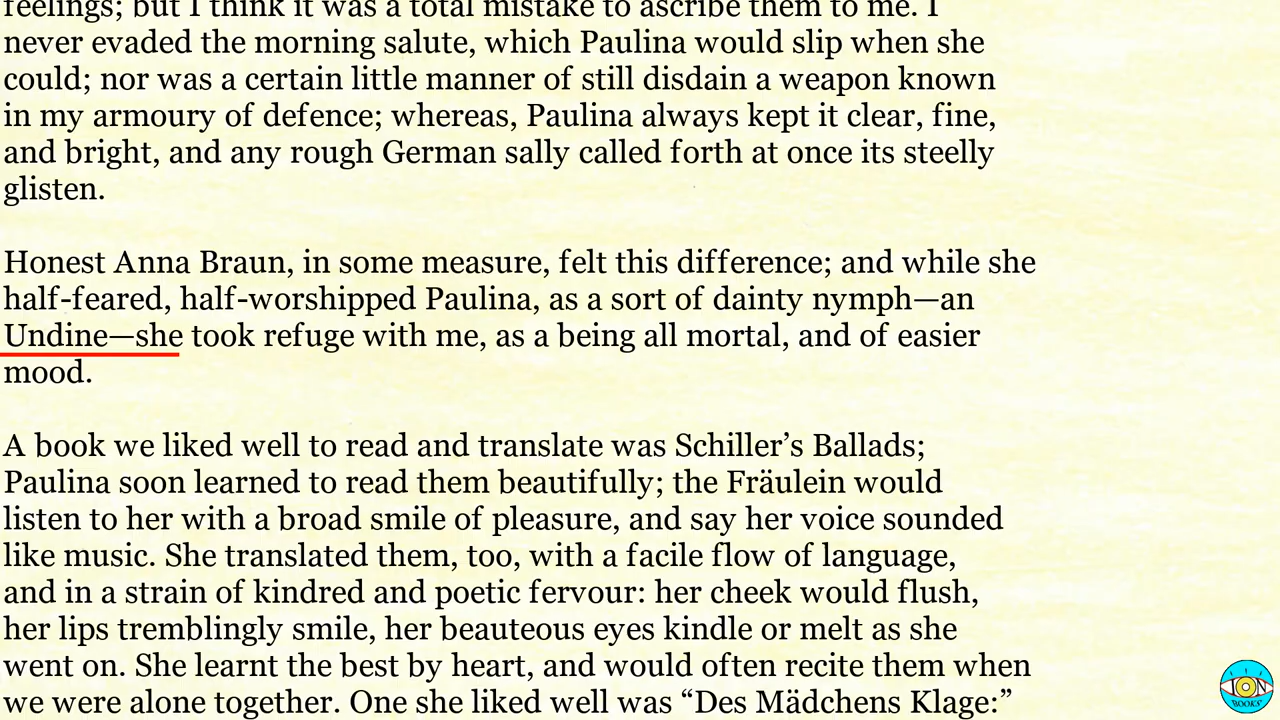 feelings; but I think it was a total mistake to ascribe them to me. I
never evaded the morning salute, which Paulina would slip when she
could; nor was a certain little manner of still disdain a weapon known
in my armoury of defence; whereas, Paulina always kept it clear, fine,
and bright, and any rough German sally called forth at once its steelly
glisten.
Honest Anna Braun, in some measure, felt this difference; and while she
half-feared, half-worshipped Paulina, as a sort of dainty nymph—an
Undine—she took refuge with me, as a being all mortal, and of easier
mood.
A book we liked well to read and translate was Schiller’s Ballads;
Paulina soon learned to read them beautifully; the Fräulein would
listen to her with a broad smile of pleasure, and say her voice sounded
like music. She translated them, too, with a facile flow of language,
and in a strain of kindred and poetic fervour: her cheek would flush,
her lips tremblingly smile, her beauteous eyes kindle or melt as she
went on. She learnt the best by heart, and would often recite them when
we were alone together. One she liked well was “Des Mädchens Klage:”
ION
BOOKS